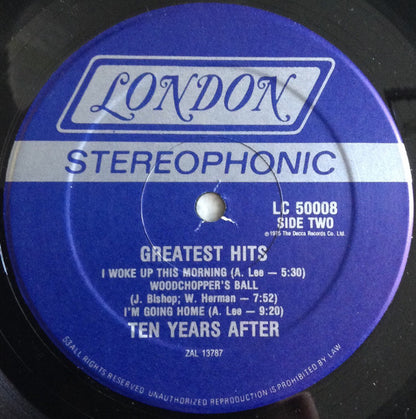 LONDON
STEREOPHONIC
LC 50008
SIDE TWO
℗1975 The Decca Records Co. Ltd.
GREATEST HITS
I WOKE UP THIS MORNING (A. Lee — 5:30)
WOODCHOPPER'S BALL
(J. Bishop; W. Herman — 7:52)
I'M GOING HOME (A. Lee — 9:20)
TEN YEARS AFTER
ZAL 13787
ALL RIGHTS RESERVED UNAUTHORIZED REPRODUCTION IS PROHIBITED BY LAW